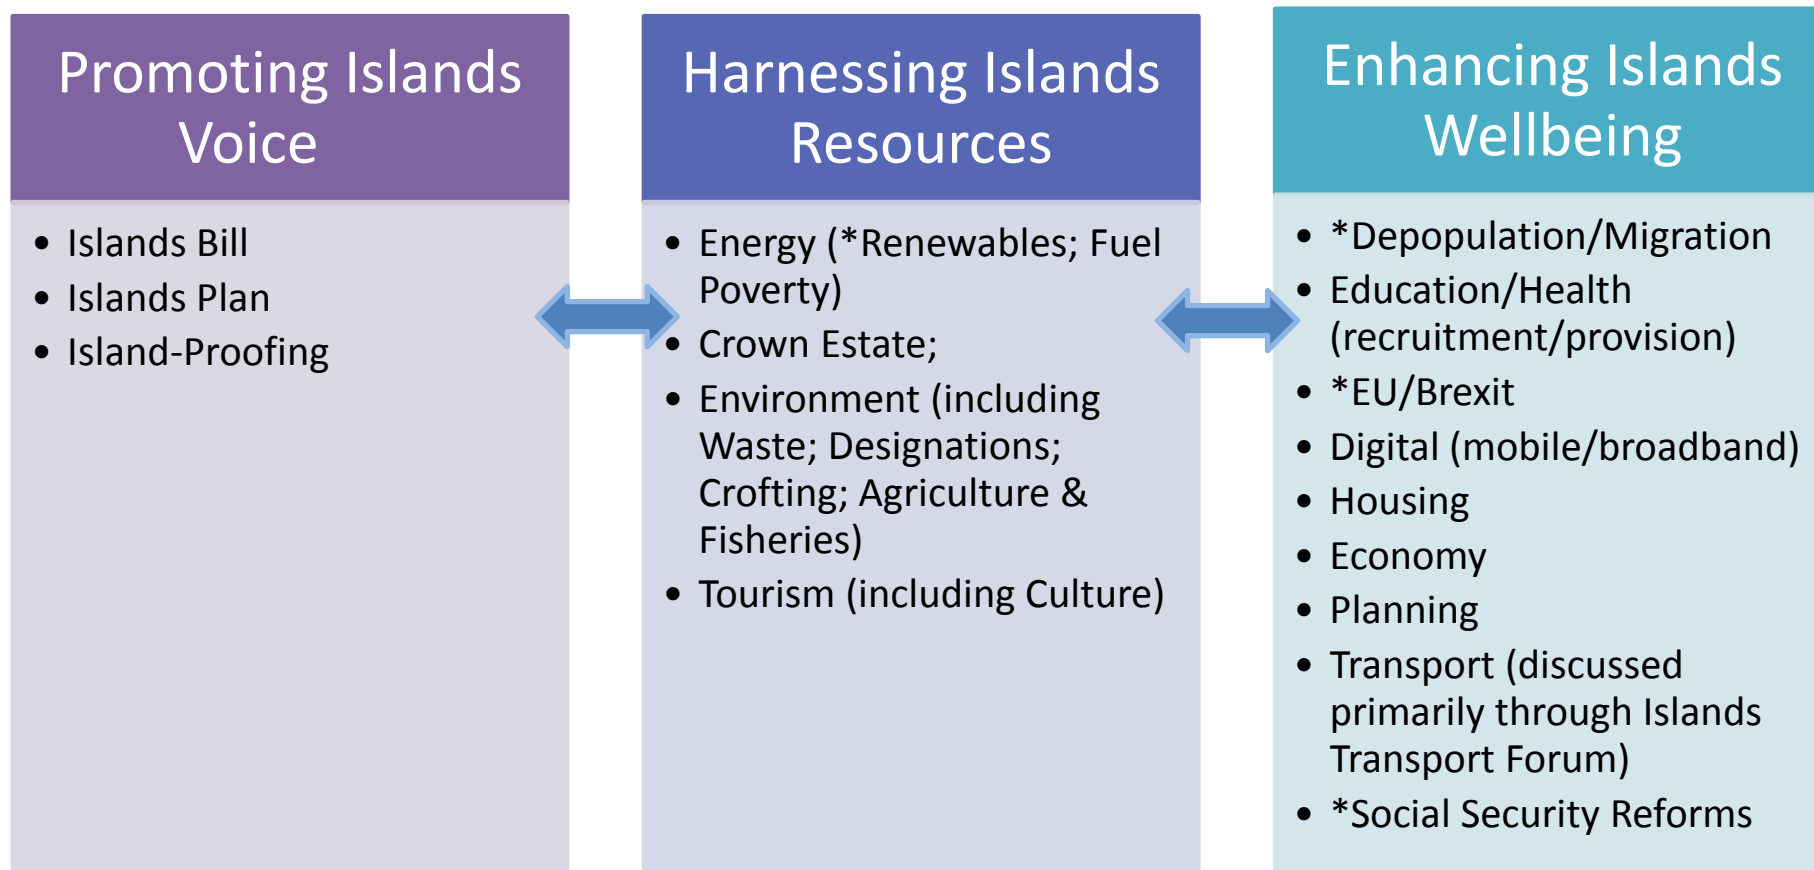 Promoting Islands
Voice
• Islands Bill
• Islands Plan
• Island-Proofing
Harnessing Islands
Resources
• Energy (*Renewables; Fuel
Poverty)
• Crown Estate;
• Environment (including
Waste; Designations;
Crofting; Agriculture &
Fisheries)
• Tourism (including Culture)
Enhancing Islands
Wellbeing
• *Depopulation/Migration
• Education/Health
(recruitment/provision)
• *EU/Brexit
• Digital (mobile/broadband)
• Housing
• Economy
• Planning
• Transport (discussed
primarily through Islands
Transport Forum)
• *Social Security Reforms